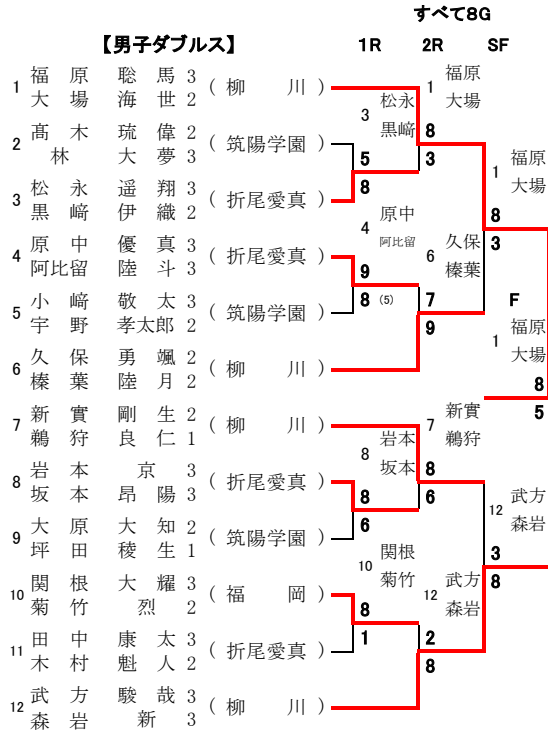 すべて8G
【男子ダブルス】 1R 2R SF
1 福原 聡馬 3 大場 海世 2 ( 柳川 )
2 髙木 琉偉 2 林 大夢 3 ( 筑陽学園 )
3 松永 遥翔 3 黒﨑 伊織 2 ( 折尾愛真 )
4 原中 優真 3 阿比留 陸斗 3 ( 折尾愛真 )
5 小﨑 敬太 3 宇野 孝太郎 2 ( 筑陽学園 )
6 久保 勇颯 2 榛葉 陸月 2 ( 柳川 )
7 新實 剛生 2 鵜狩 良仁 1 ( 柳川 )
8 岩本 京 3 坂本 昂陽 3 ( 折尾愛真 )
9 大原 大知 2 坪田 稜生 1 ( 筑陽学園 )
10 関根 大耀 3 菊竹 烈 2 ( 福岡 )
11 田中 康太 3 木村 魁人 2 ( 折尾愛真 )
12 武方 駿哉 3 森岩 新 3 ( 柳川 )
3 松永 黒﨑
5
8
4 原中 阿比留
9
8 (5)
8 岩本 坂本
8
6
10 関根 菊竹
8
1
1 福原 大場
8
3
6 久保 榛葉
7
9
7 新實 鵜狩
8
6
12 武方 森岩
2
8
1 福原 大場
8
3
12 武方 森岩
3
8
F
1 福原 大場
8
5